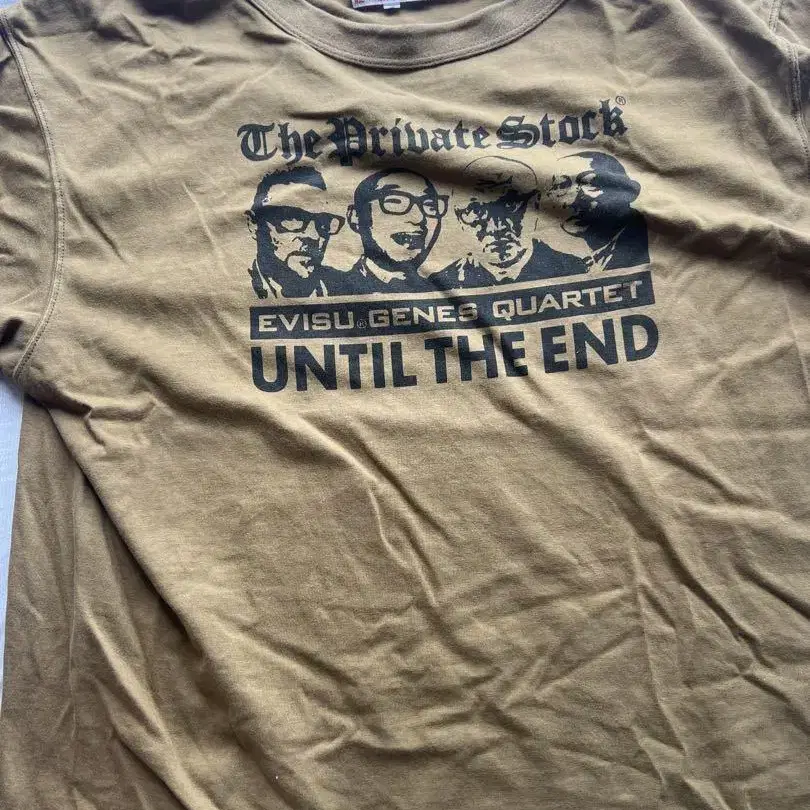 The Private Stock®
EVISU® GENES QUARTET
UNTIL THE END